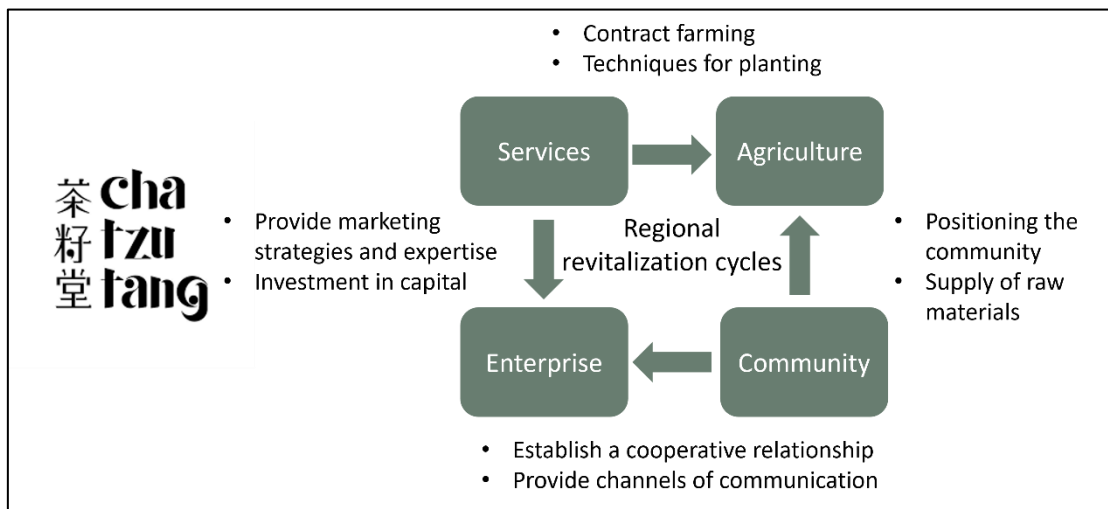 • Contract farming
• Techniques for planting
Services
Agriculture
茶籽堂
cha
tzu
tang
• Provide marketing
strategies and expertise
• Investment in capital
Regional
revitalization cycles
• Positioning the
community
• Supply of raw
materials
Enterprise
Community
• Establish a cooperative relationship
• Provide channels of communication